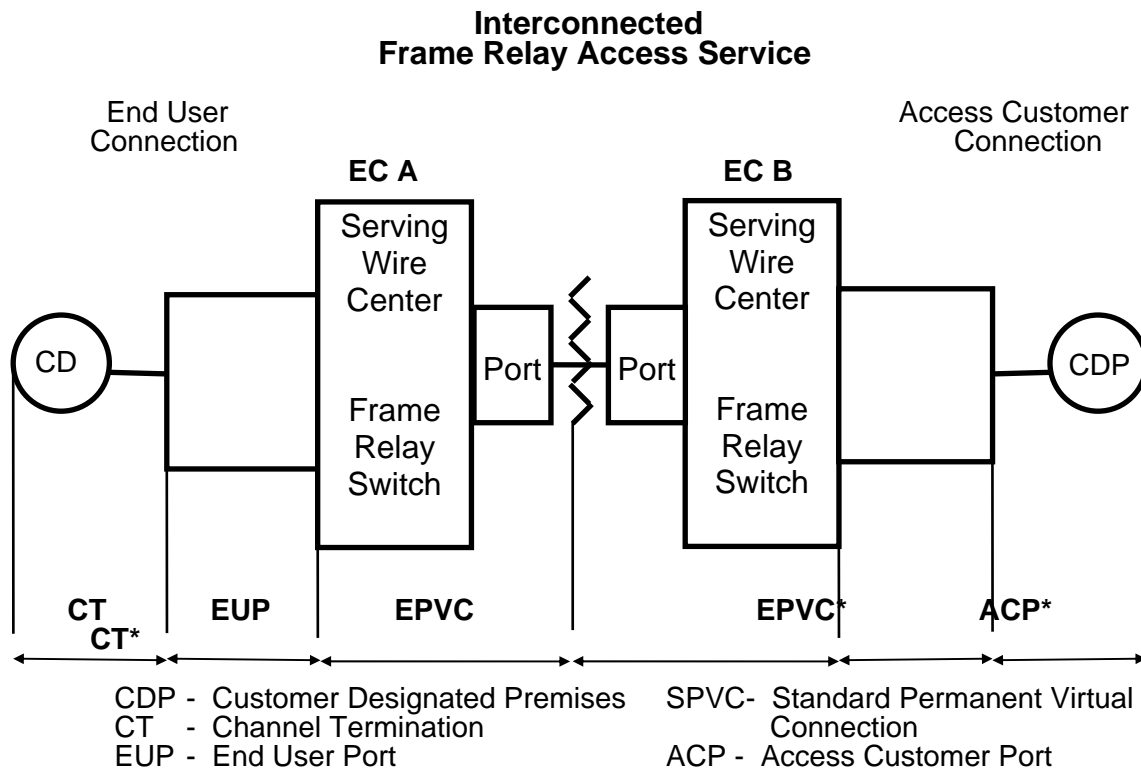 Interconnected
Frame Relay Access Service
End User
Connection
Access Customer
Connection
EC A
EC B
Serving
Wire
Center
Frame
Relay
Switch
Serving
Wire
Center
Frame
Relay
Switch
CD
Port
Port
CDP
CT
CT*
EUP
EPVC
EPVC*
ACP*
CDP - Customer Designated Premises
CT - Channel Termination
EUP - End User Port
SPVC- Standard Permanent Virtual
Connection
ACP - Access Customer Port